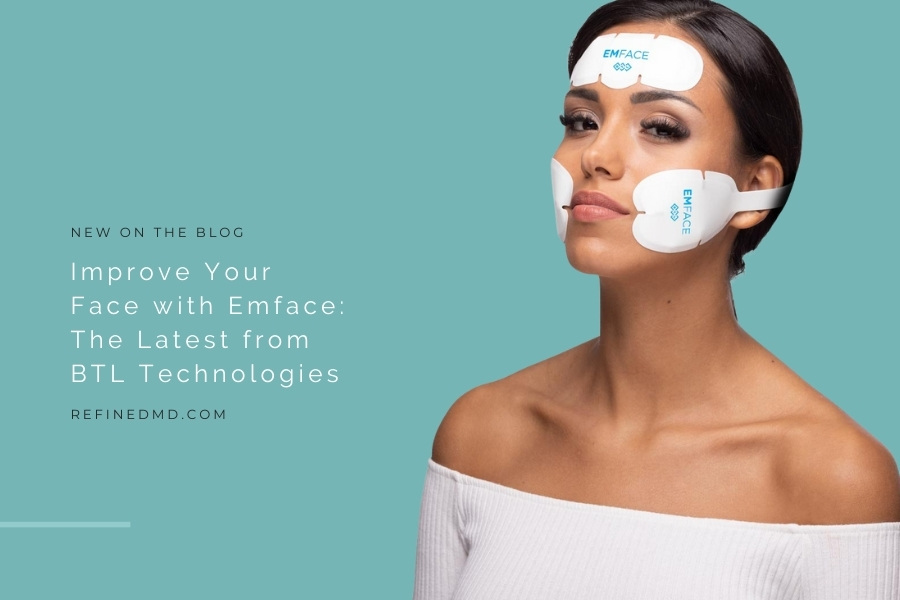 NEW ON THE BLOG
Improve Your
Face with Emface:
The Latest from
BTL Technologies
REFINEDMD.COM
EMFACE
EMFACE